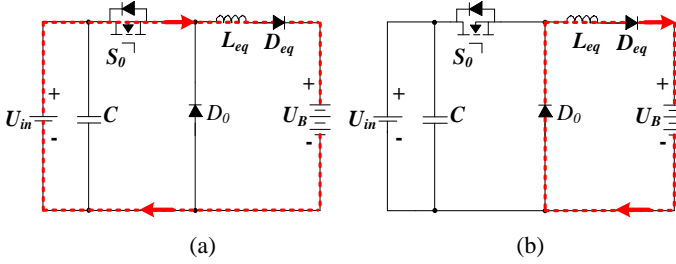 S0 Leq Deq
Uin + - C D0 UB + -
(a)
S0 Leq Deq
Uin + - C D0 UB + -
(b)